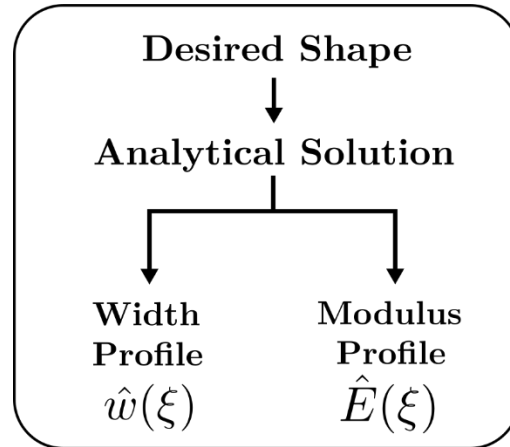 Desired Shape
Analytical Solution
Width
Profile
ŵ(ξ)
Modulus
Profile
Ê(ξ)